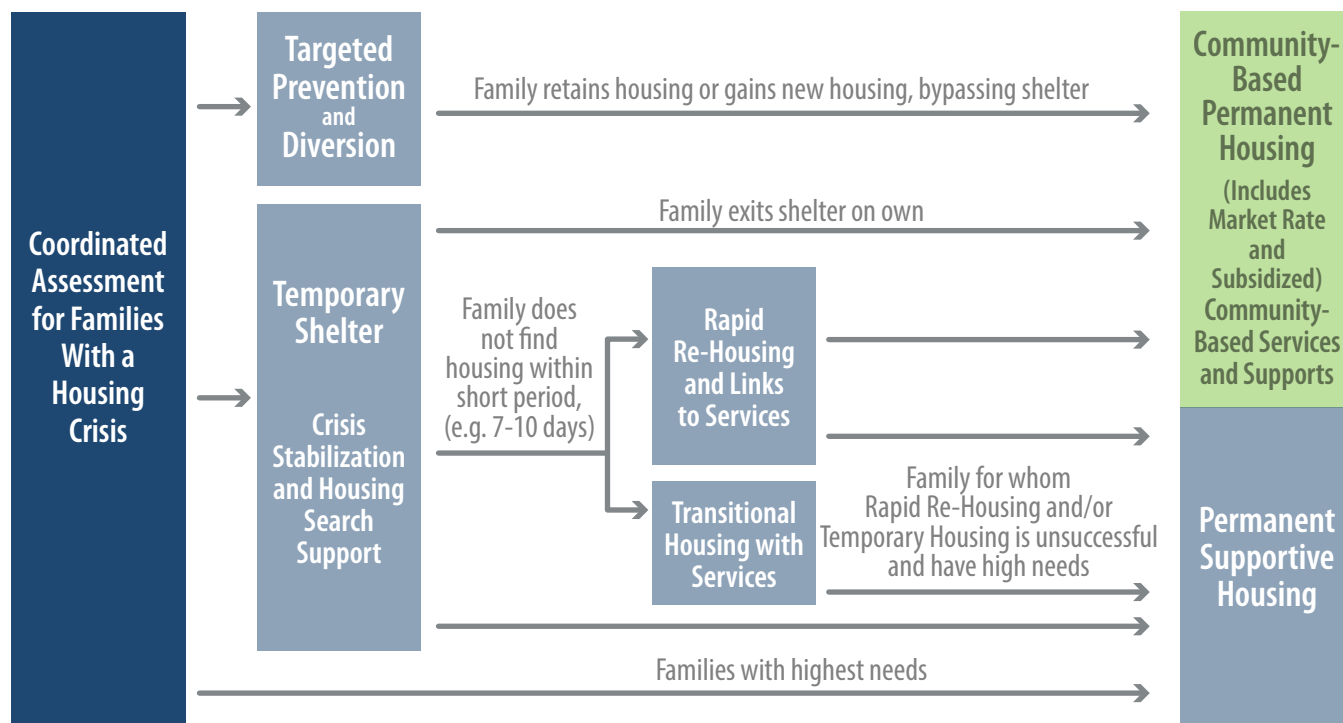 Coordinated
Assessment
for Families
With a
Housing
Crisis
Targeted
Prevention
and
Diversion
Family retains housing or gains new housing, bypassing shelter
Temporary
Shelter
Crisis
Stabilization
and Housing
Search
Support
Family exits shelter on own
Family does
not find
housing within
short period,
(e.g. 7-10 days)
Rapid
Re-Housing
and Links
to Services
Transitional
Housing with
Services
Family for whom
Rapid Re-Housing and/or
Temporary Housing is unsuccessful
and have high needs
Families with highest needs
Community-
Based
Permanent
Housing
(Includes
Market Rate
and
Subsidized)
Community-
Based Services
and Supports
Permanent
Supportive
Housing